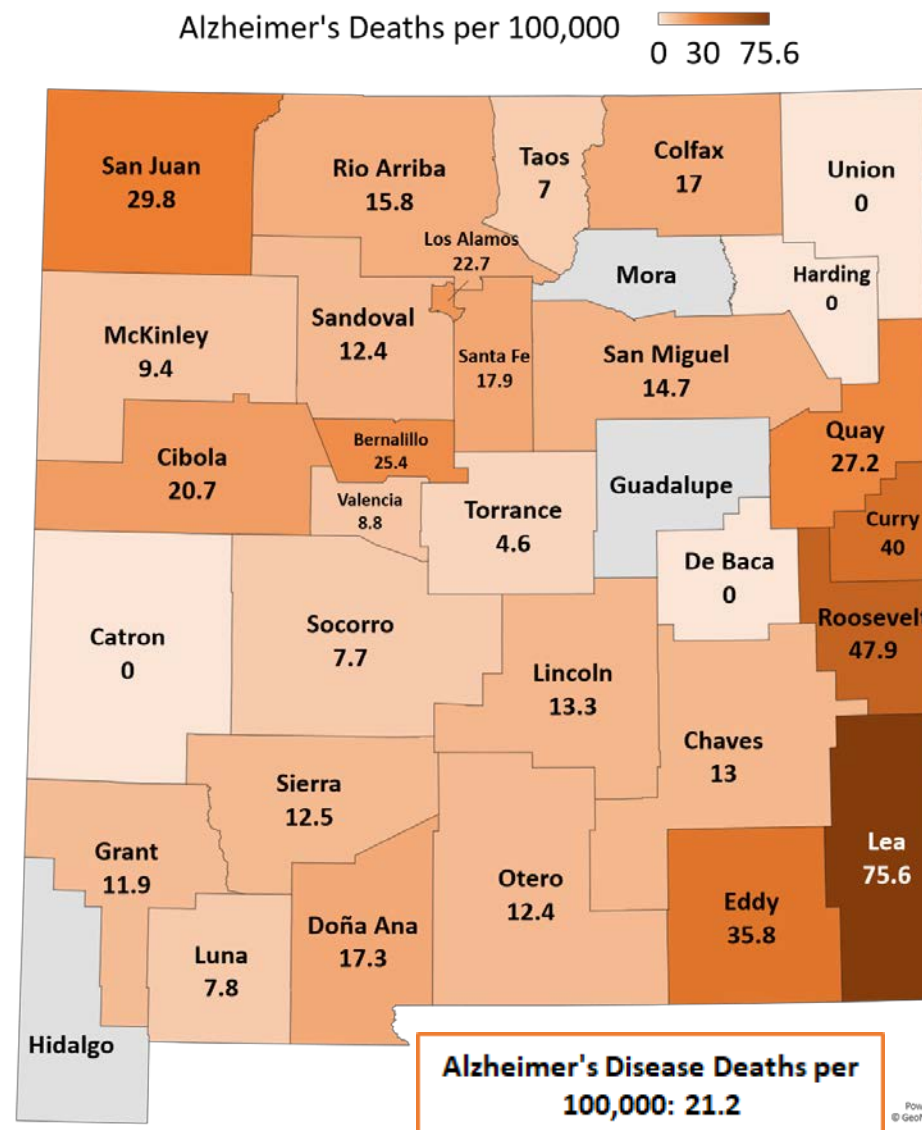 Alzheimer's Deaths per 100,000
0 30 75.6
San Juan
29.8
Rio Arriba
15.8
Taos
7
Colfax
17
Union
0
Los Alamos
22.7
Mora
Harding
0
McKinley
9.4
Sandoval
12.4
Santa Fe
17.9
San Miguel
14.7
Quay
27.2
Cibola
20.7
Bernalillo
25.4
Valencia
8.8
Torrance
4.6
Guadalupe
Curry
40
De Baca
0
Roosevelt
47.9
Catron
0
Socorro
7.7
Lincoln
13.3
Chaves
13
Sierra
12.5
Grant
11.9
Lea
75.6
Otero
12.4
Eddy
35.8
Doña Ana
17.3
Luna
7.8
Hidalgo
Alzheimer's Disease Deaths per
100,000: 21.2